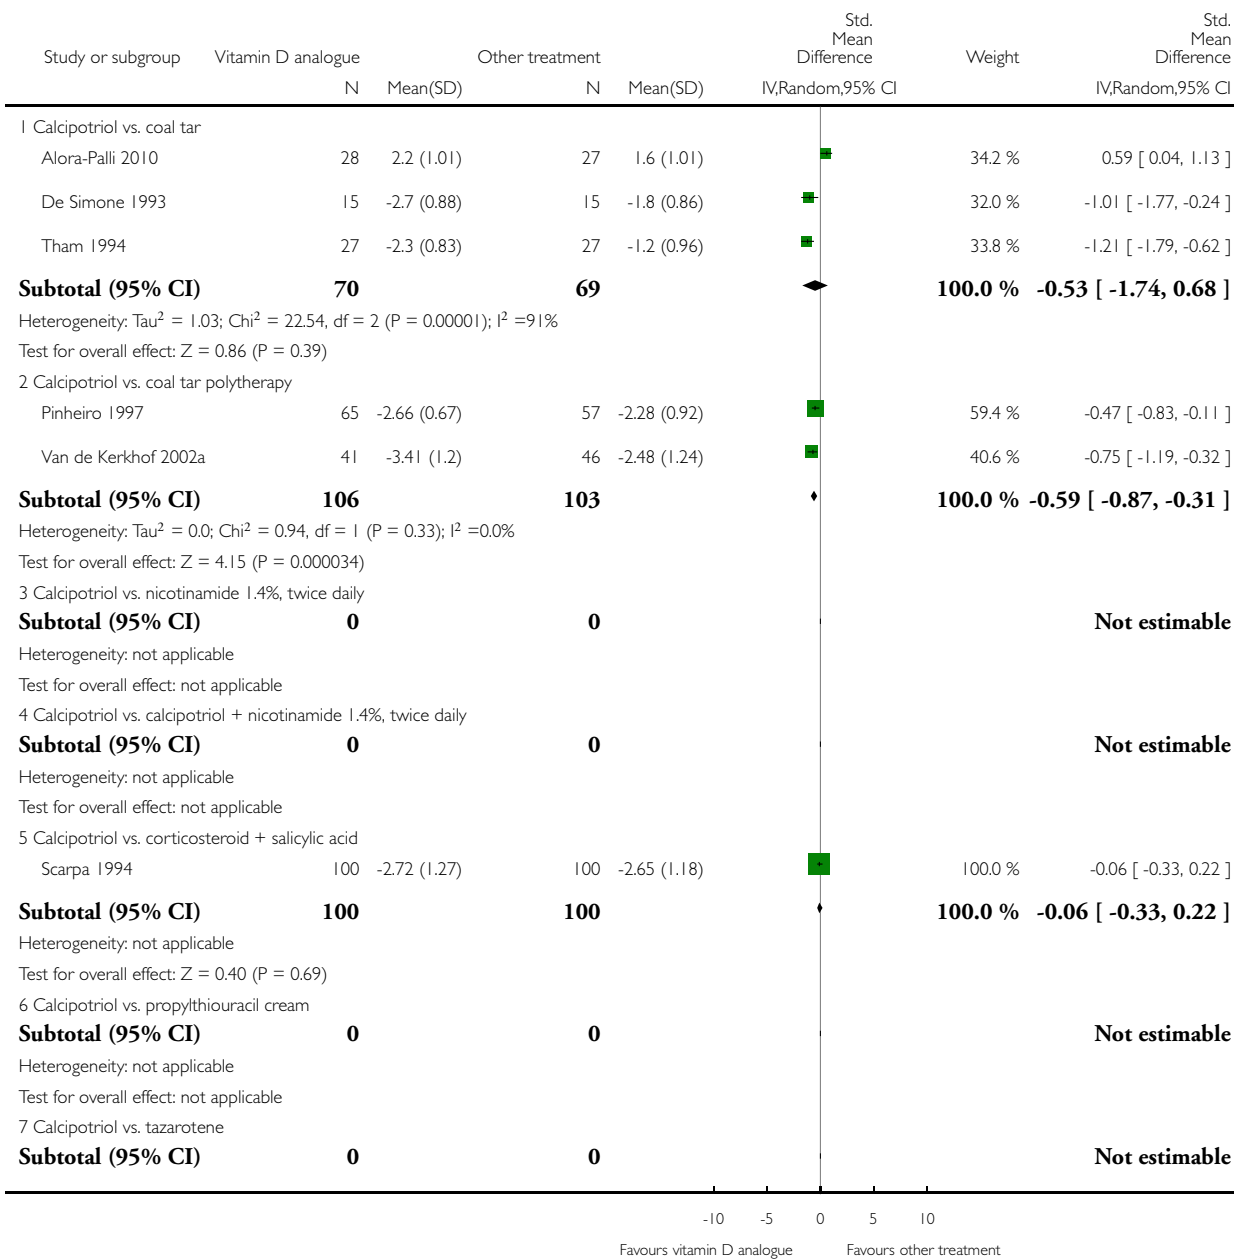 Study or subgroup Vitamin D analogue Other treatment Std. Mean Difference Weight Std. Mean Difference
N Mean(SD) N Mean(SD) IV,Random,95% CI IV,Random,95% CI
1 Calcipotriol vs. coal tar
Alora-Palli 2010 28 2.2 (1.01) 27 1.6 (1.01) 34.2 % 0.59 [ 0.04, 1.13 ]
De Simone 1993 15 -2.7 (0.88) 15 -1.8 (0.86) 32.0 % -1.01 [ -1.77, -0.24 ]
Tham 1994 27 -2.3 (0.83) 27 -1.2 (0.96) 33.8 % -1.21 [ -1.79, -0.62 ]
Subtotal (95% CI) 70 69 100.0 % -0.53 [ -1.74, 0.68 ]
Heterogeneity: Tau² = 1.03; Chi² = 22.54, df = 2 (P = 0.00001); I² =91%
Test for overall effect: Z = 0.86 (P = 0.39)
2 Calcipotriol vs. coal tar polytherapy
Pinheiro 1997 65 -2.66 (0.67) 57 -2.28 (0.92) 59.4 % -0.47 [ -0.83, -0.11 ]
Van de Kerkhof 2002a 41 -3.41 (1.2) 46 -2.48 (1.24) 40.6 % -0.75 [ -1.19, -0.32 ]
Subtotal (95% CI) 106 103 100.0 % -0.59 [ -0.87, -0.31 ]
Heterogeneity: Tau² = 0.0; Chi² = 0.94, df = 1 (P = 0.33); I² =0.0%
Test for overall effect: Z = 4.15 (P = 0.000034)
3 Calcipotriol vs. nicotinamide 1.4%, twice daily
Subtotal (95% CI) 0 0 Not estimable
Heterogeneity: not applicable
Test for overall effect: not applicable
4 Calcipotriol vs. calcipotriol + nicotinamide 1.4%, twice daily
Subtotal (95% CI) 0 0 Not estimable
Heterogeneity: not applicable
Test for overall effect: not applicable
5 Calcipotriol vs. corticosteroid + salicylic acid
Scarpa 1994 100 -2.72 (1.27) 100 -2.65 (1.18) 100.0 % -0.06 [ -0.33, 0.22 ]
Subtotal (95% CI) 100 100 100.0 % -0.06 [ -0.33, 0.22 ]
Heterogeneity: not applicable
Test for overall effect: Z = 0.40 (P = 0.69)
6 Calcipotriol vs. propylthiouracil cream
Subtotal (95% CI) 0 0 Not estimable
Heterogeneity: not applicable
Test for overall effect: not applicable
7 Calcipotriol vs. tazarotene
Subtotal (95% CI) 0 0 Not estimable
-10 -5 0 5 10
Favours vitamin D analogue Favours other treatment